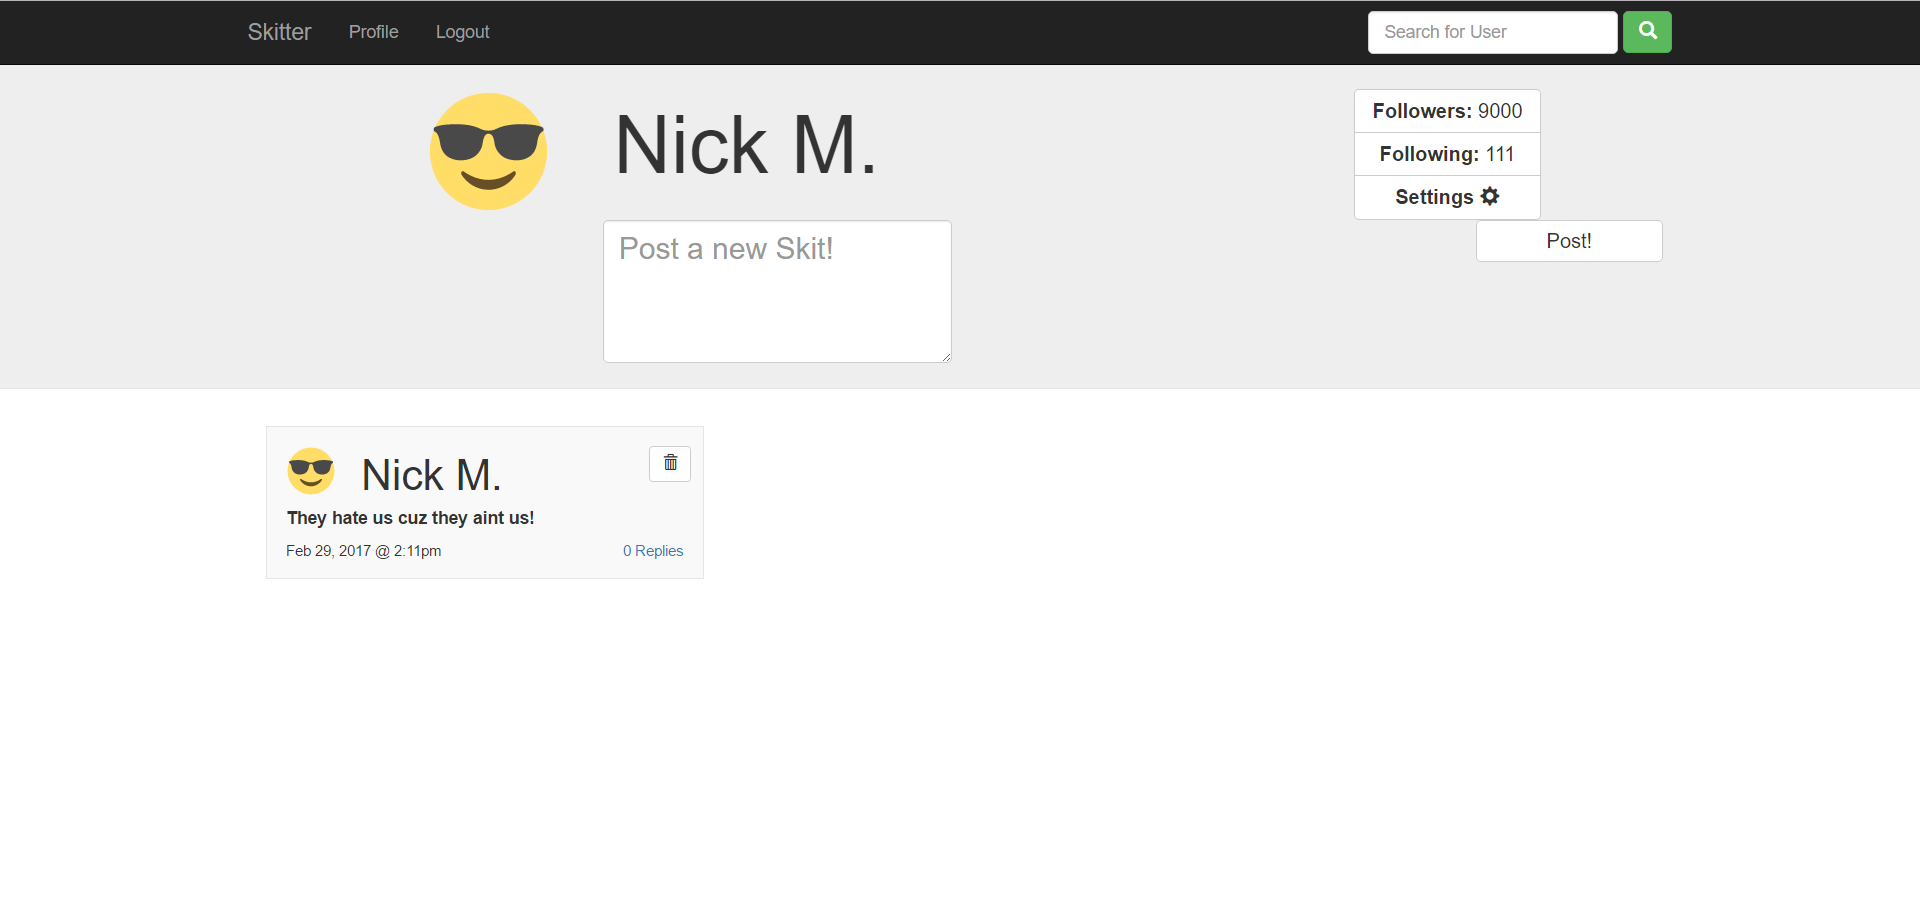 Skitter Profile Logout Search for User
Nick M.
Followers: 9000
Following: 111
Settings
Post a new Skit!
Post!
Nick M.
They hate us cuz they aint us!
Feb 29, 2017 @ 2:11pm 0 Replies